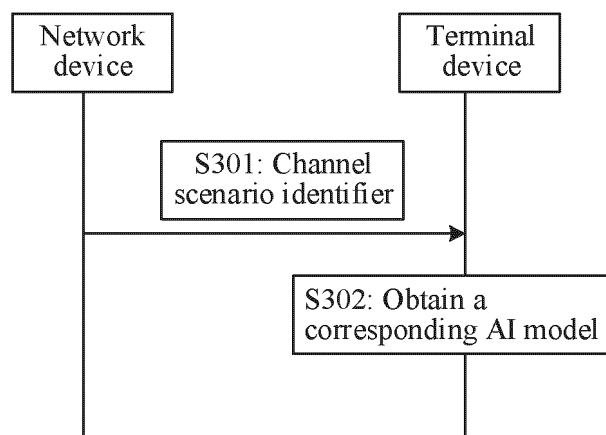 Network
device
Terminal
device
S301: Channel
scenario identifier
S302: Obtain a
corresponding AI model